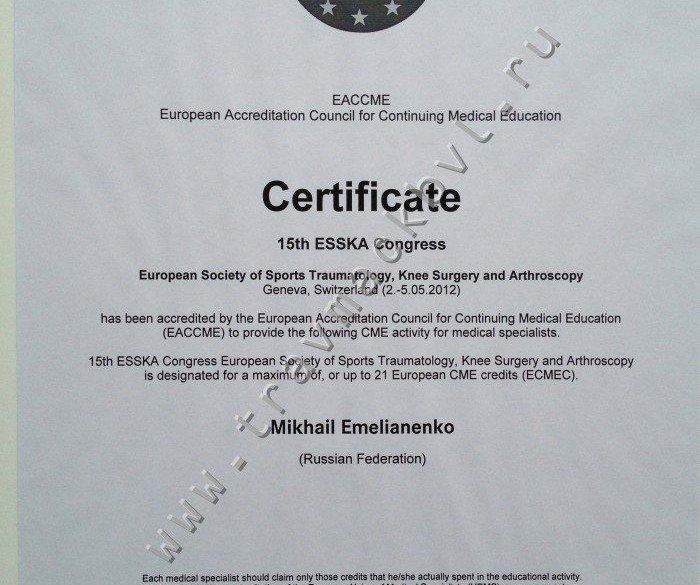 EACCME
European Accreditation Council for Continuing Medical Education
Certificate
15th ESSKA Congress
European Society of Sports Traumatology, Knee Surgery and Arthroscopy
Geneva, Switzerland (2.-5.05.2012)
has been accredited by the European Accreditation Council for Continuing Medical Education
(EACCME) to provide the following CME activity for medical specialists.
15th ESSKA Congress European Society of Sports Traumatology, Knee Surgery and Arthroscopy
is designated for a maximum of, or up to 21 European CME credits (ECMEC).
Mikhail Emelianenko
(Russian Federation)
www.travmaokbvl.ru
Each medical specialist should claim only those credits that he/she actually spent in the educational activity.